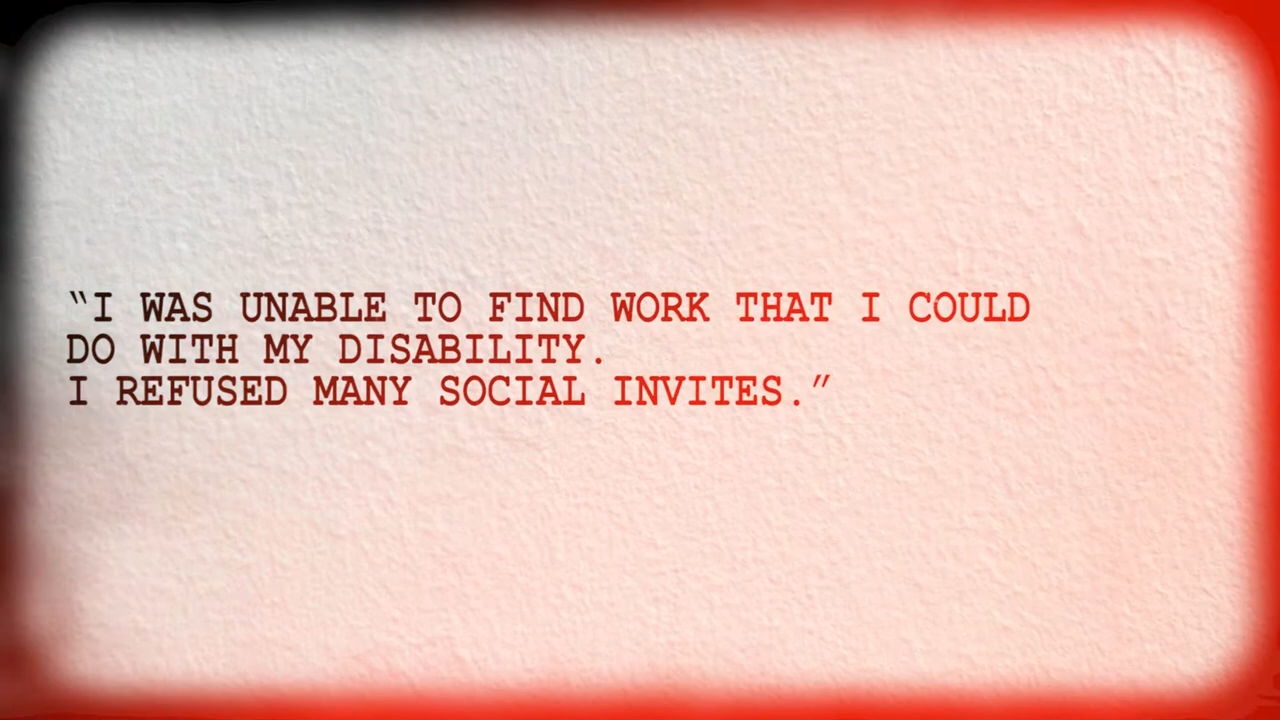 “I WAS UNABLE TO FIND WORK THAT I COULD
DO WITH MY DISABILITY.
I REFUSED MANY SOCIAL INVITES.”